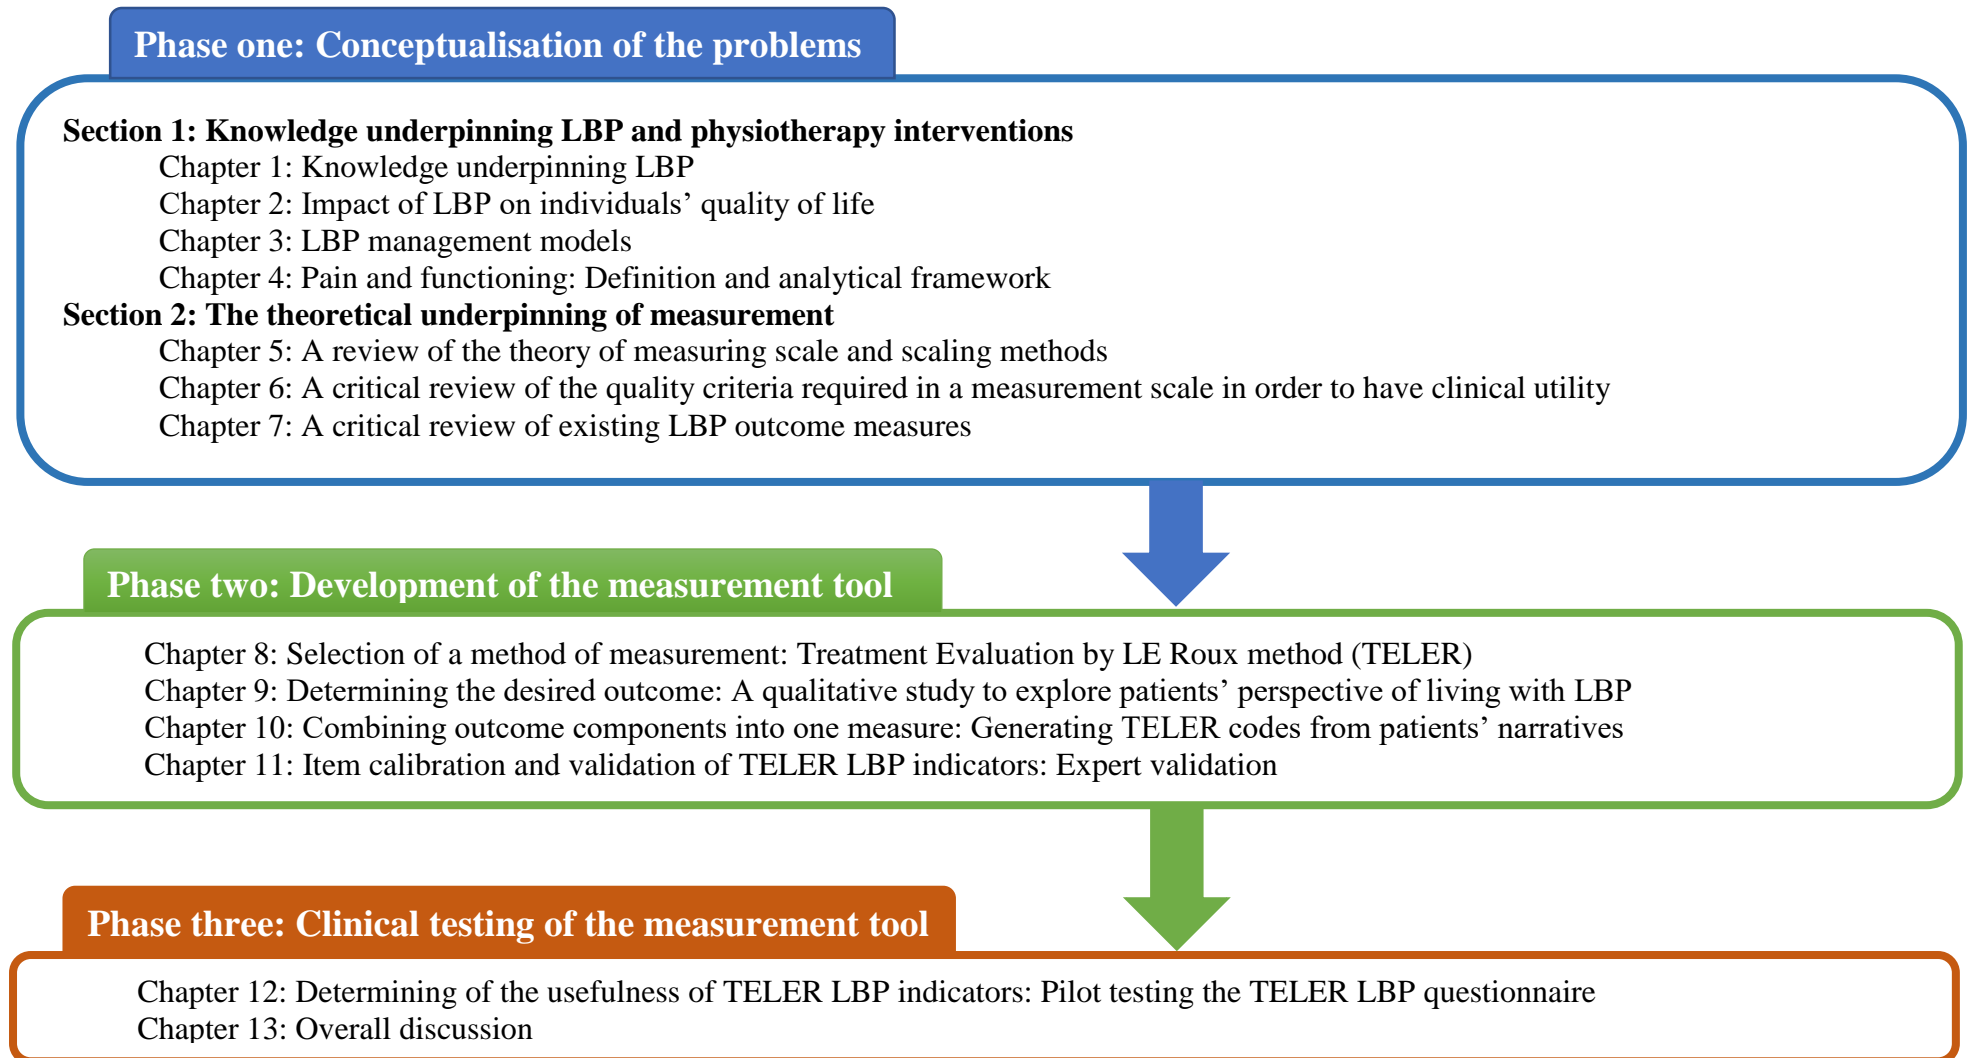 Phase one: Conceptualisation of the problems
Section 1: Knowledge underpinning LBP and physiotherapy interventions
Chapter 1: Knowledge underpinning LBP
Chapter 2: Impact of LBP on individuals’ quality of life
Chapter 3: LBP management models
Chapter 4: Pain and functioning: Definition and analytical framework
Section 2: The theoretical underpinning of measurement
Chapter 5: A review of the theory of measuring scale and scaling methods
Chapter 6: A critical review of the quality criteria required in a measurement scale in order to have clinical utility
Chapter 7: A critical review of existing LBP outcome measures
Phase two: Development of the measurement tool
Chapter 8: Selection of a method of measurement: Treatment Evaluation by LE Roux method (TELER)
Chapter 9: Determining the desired outcome: A qualitative study to explore patients’ perspective of living with LBP
Chapter 10: Combining outcome components into one measure: Generating TELER codes from patients’ narratives
Chapter 11: Item calibration and validation of TELER LBP indicators: Expert validation
Phase three: Clinical testing of the measurement tool
Chapter 12: Determining of the usefulness of TELER LBP indicators: Pilot testing the TELER LBP questionnaire
Chapter 13: Overall discussion